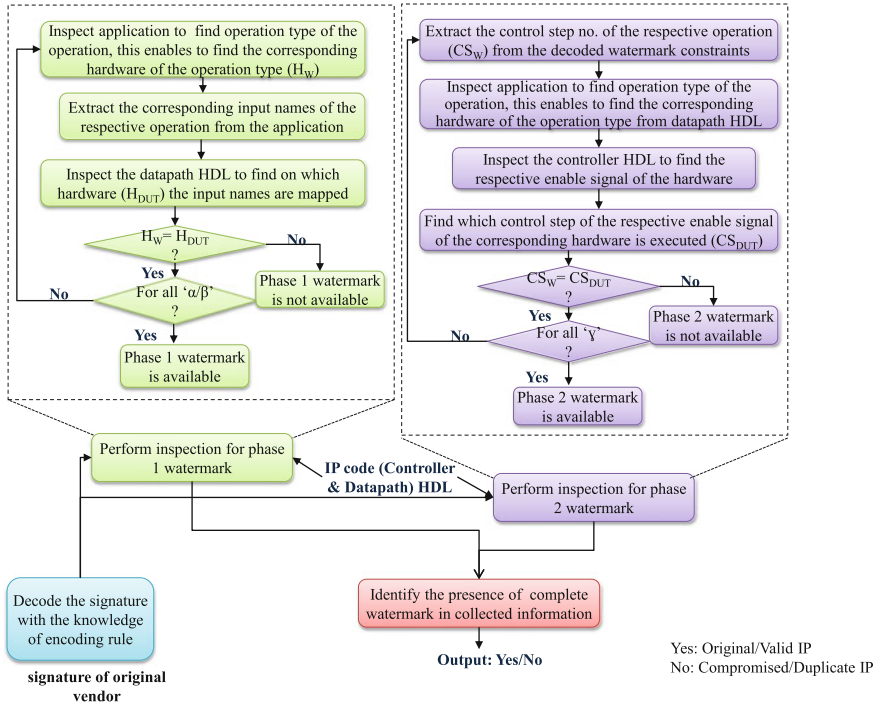 Inspect application to find operation type of the
operation, this enables to find the corresponding
hardware of the operation type (HW)
Extract the corresponding input names of the
respective operation from the application
Inspect the datapath HDL to find on which
hardware (HDUT) the input names are mapped
HW= HDUT
?
No
Yes
Phase 1 watermark
is not available
For all ‘α/β’
?
No
Yes
Phase 1 watermark
is available
Extract the control step no. of the respective operation
(CSW) from the decoded watermark constraints
Inspect application to find operation type of the
operation, this enables to find the corresponding
hardware of the operation type from datapath HDL
Inspect the controller HDL to find the
respective enable signal of the hardware
Find which control step of the respective enable signal
of the corresponding hardware is executed (CSDUT)
CSW= CSDUT
?
No
Yes
Phase 2 watermark
is not available
For all ‘ɣ’
?
No
Yes
Phase 2 watermark
is available
Perform inspection for phase
1 watermark
IP code (Controller
& Datapath) HDL
Perform inspection for phase
2 watermark
Decode the signature
with the knowledge
of encoding rule
signature of original
vendor
Identify the presence of complete
watermark in collected information
Output: Yes/No
Yes: Original/Valid IP
No: Compromised/Duplicate IP